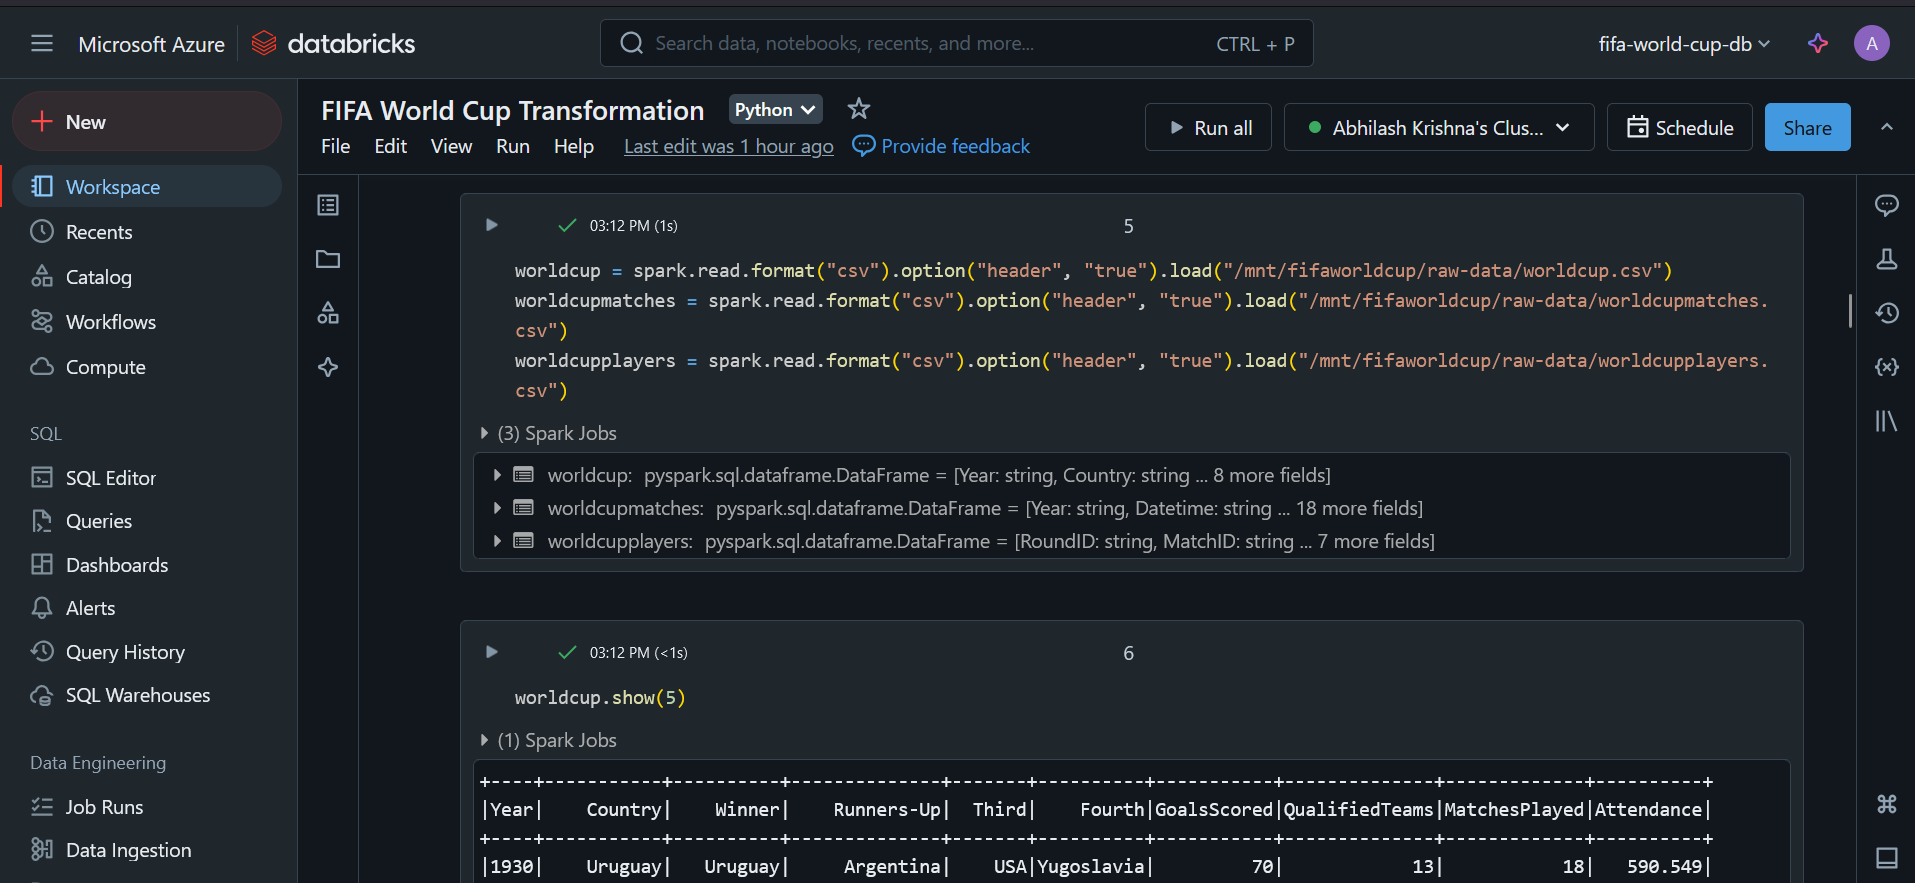 Microsoft Azure
databricks
Search data, notebooks, recents, and more...
CTRL + P
fifa-world-cup-db
A
New
Workspace
Recents
Catalog
Workflows
Compute
SQL
SQL Editor
Queries
Dashboards
Alerts
Query History
SQL Warehouses
Data Engineering
Job Runs
Data Ingestion
FIFA World Cup Transformation
Python
File Edit View Run Help Last edit was 1 hour ago Provide feedback
Run all
Abhilash Krishna's Clus...
Schedule
Share
03:12 PM (1s)
5
worldcup = spark.read.format("csv").option("header", "true").load("/mnt/fifaworldcup/raw-data/worldcup.csv")
worldcupmatches = spark.read.format("csv").option("header", "true").load("/mnt/fifaworldcup/raw-data/worldcupmatches.
csv")
worldcupplayers = spark.read.format("csv").option("header", "true").load("/mnt/fifaworldcup/raw-data/worldcupplayers.
csv")
(3) Spark Jobs
worldcup: pyspark.sql.dataframe.DataFrame = [Year: string, Country: string ... 8 more fields]
worldcupmatches: pyspark.sql.dataframe.DataFrame = [Year: string, Datetime: string ... 18 more fields]
worldcupplayers: pyspark.sql.dataframe.DataFrame = [RoundID: string, MatchID: string ... 7 more fields]
03:12 PM (<1s)
6
worldcup.show(5)
(1) Spark Jobs
+----+-----------+----------+--------------+-------+----------+-----------+--------------+-------------+----------+
|Year|    Country|    Winner|    Runners-Up|  Third|    Fourth|GoalsScored|QualifiedTeams|MatchesPlayed|Attendance|
+----+-----------+----------+--------------+-------+----------+-----------+--------------+-------------+----------+
|1930|    Uruguay|   Uruguay|     Argentina|    USA|Yugoslavia|         70|            13|           18|   590.549|